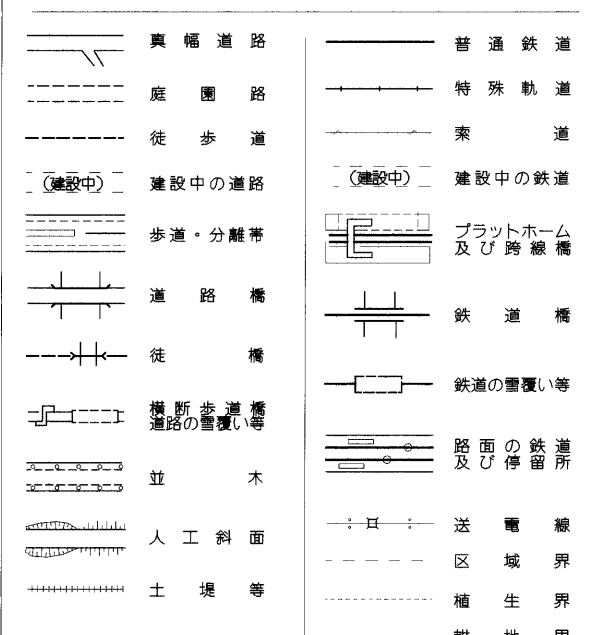 真幅道路
庭園路
徒歩道
(建設中) 建設中の道路
歩道・分離帯
道路橋
徒橋
横断歩道橋
道路の雪覆い等
並木
人工斜面
土堤等
普通鉄道
特殊軌道
索道
(建設中) 建設中の鉄道
プラットホーム
及び跨線橋
鉄道橋
鉄道の雪覆い等
路面の鉄道
及び停留所
送電線
区域界
植生界